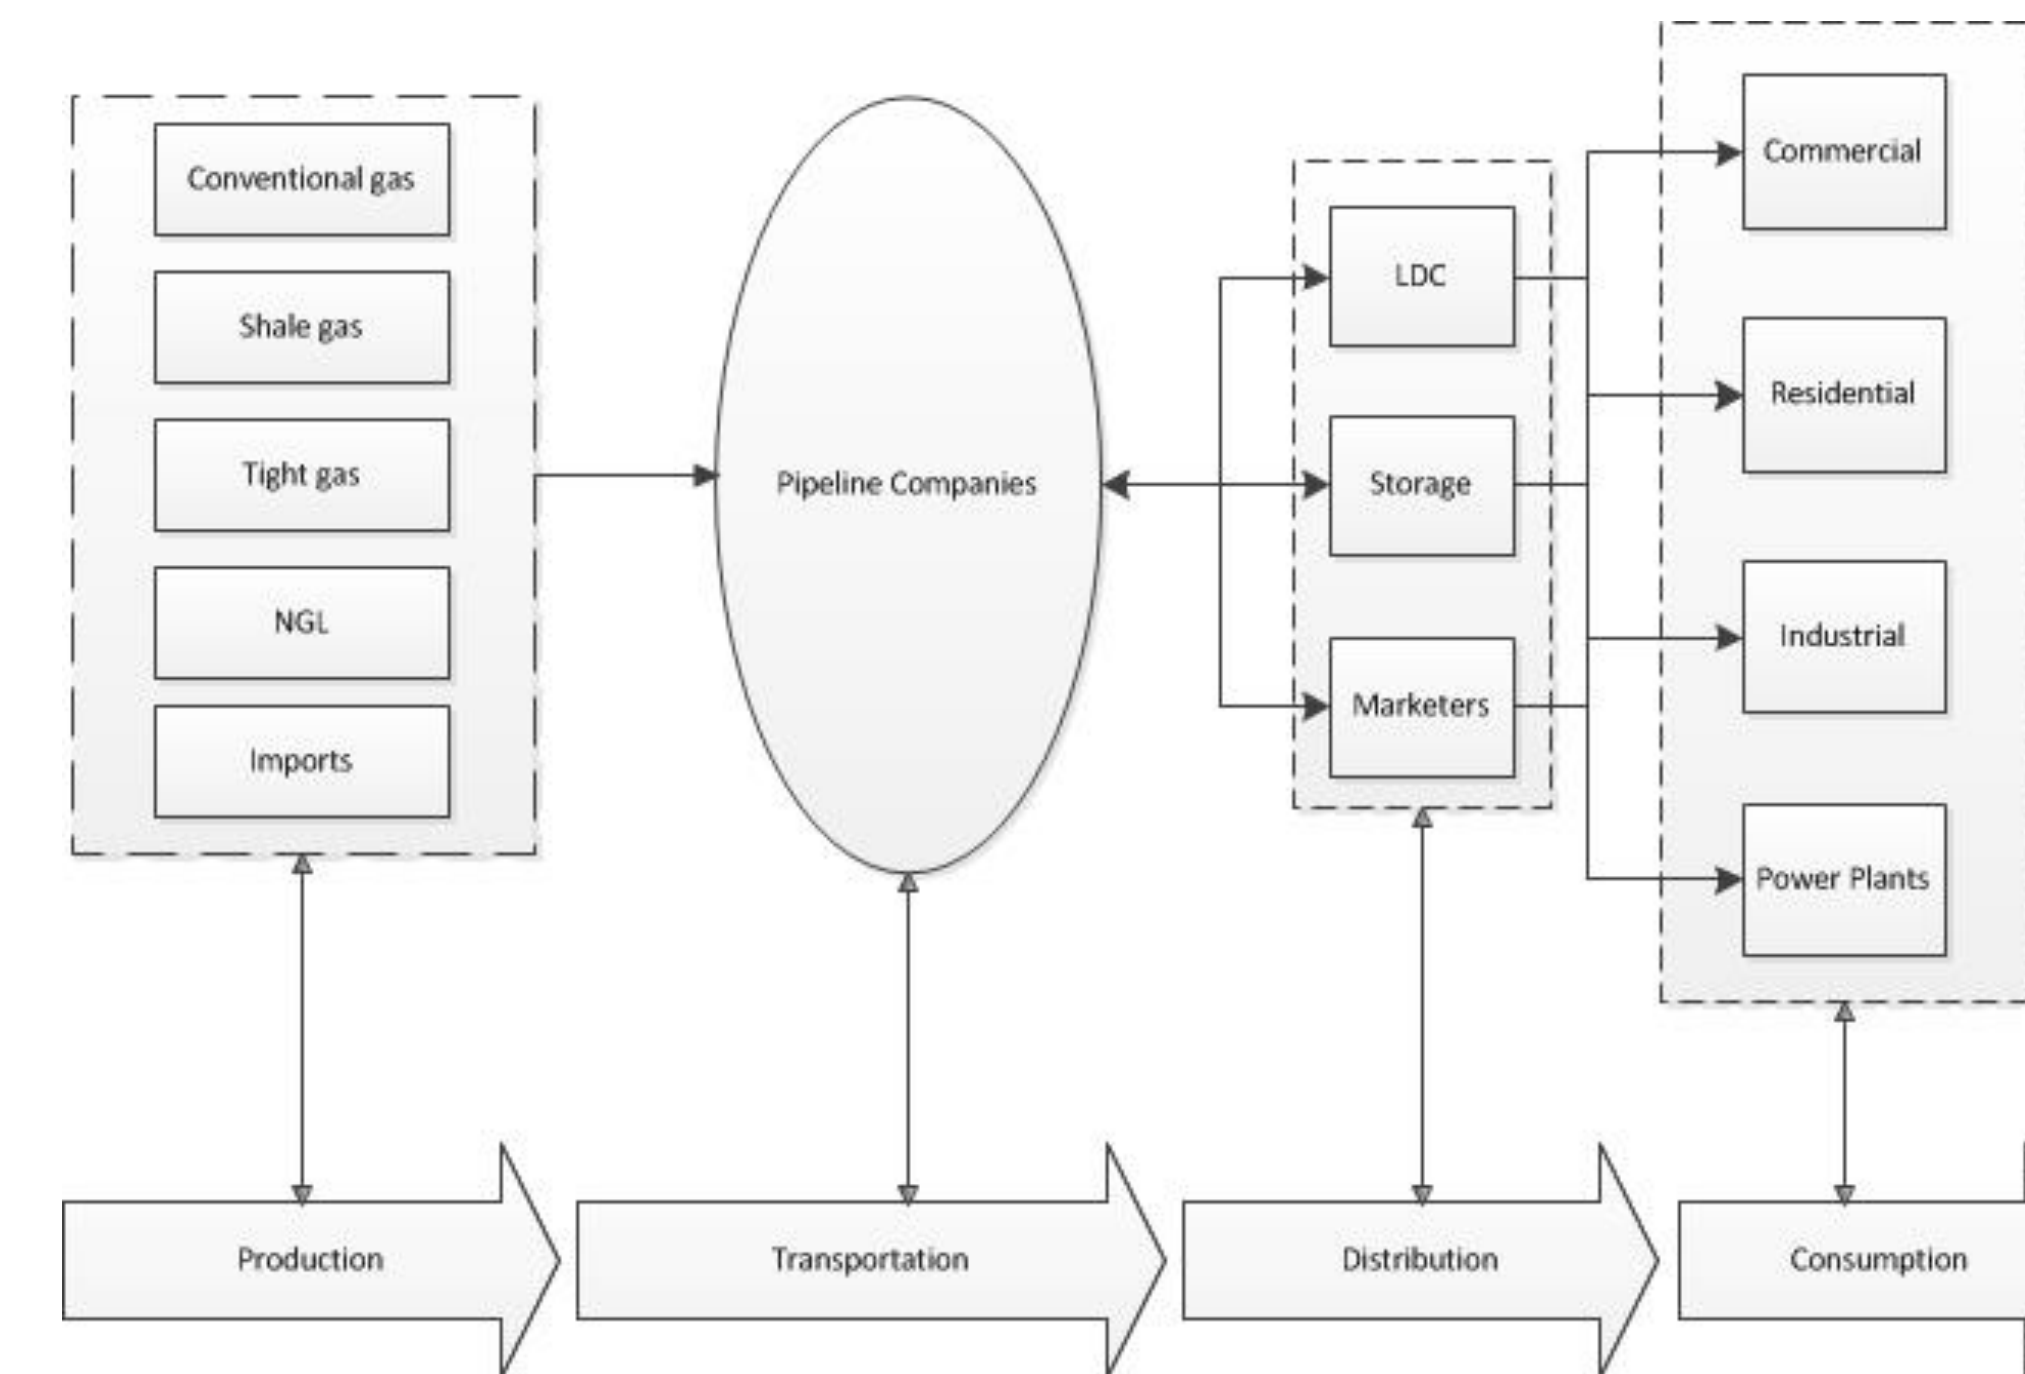 Conventional gas
Shale gas
Tight gas
NGL
Imports
Pipeline Companies
LDC
Storage
Marketers
Commercial
Residential
Industrial
Power Plants
Production
Transportation
Distribution
Consumption